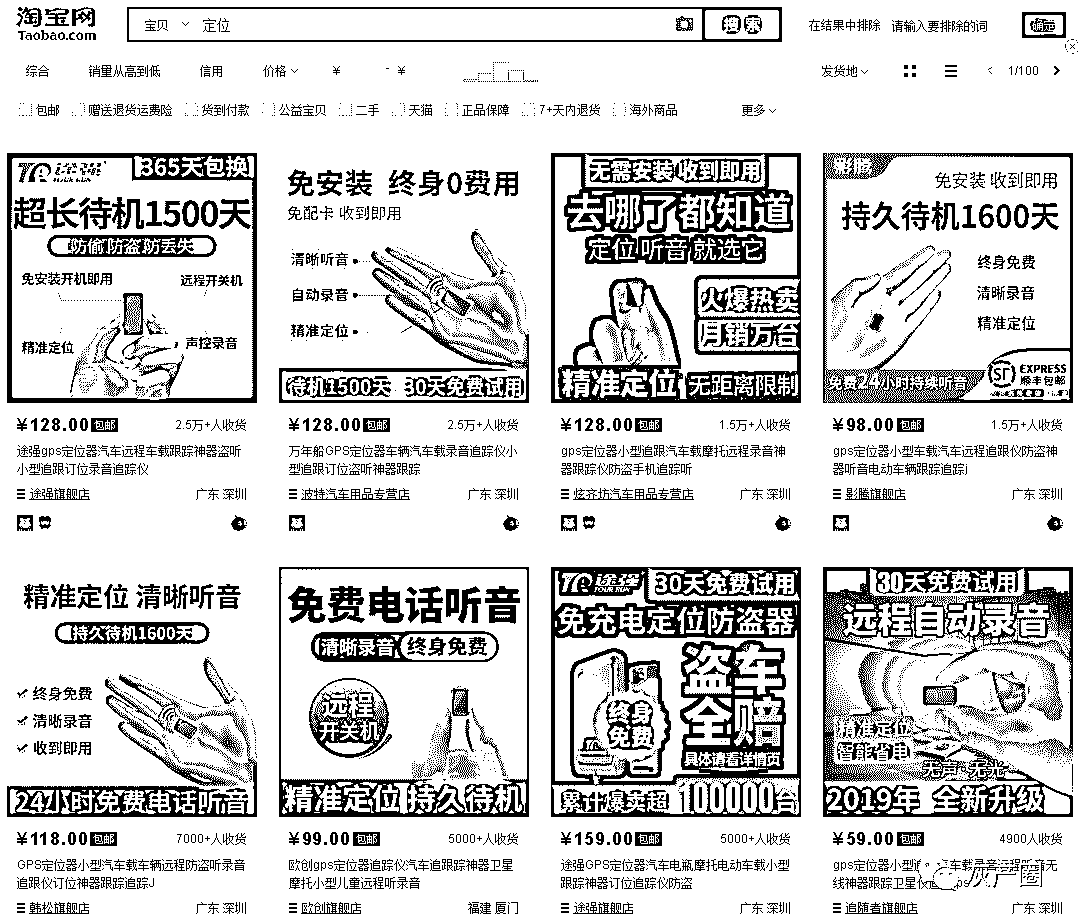 淘宝网
Taobao.com
宝贝 定位
搜索
在结果中排除 请输入要排除的词 确定
综合 销量从高到低 信用 价格 ¥ - ¥ 发货地 < 1/100 >
包邮 赠送退货运费险 货到付款 公益宝贝 二手 天猫 正品保障 7+天内退货 海外商品 更多
途强 365天包换
TOUR RUN
超长待机1500天
防偷防盗防丢失
免安装开机即用 远程开关机
精准定位 声控录音
¥128.00 包邮 2.5万+人收货
途强gps定位器汽车远程车载跟踪神器盗听
小型追跟订位录音追踪仪
途强旗舰店 广东 深圳
免安装 终身0费用
免配卡 收到即用
清晰听音
自动录音
精准定位
待机1500天 30天免费试用
¥128.00 包邮 2.5万+人收货
万年船GPS定位器车辆汽车载录音追踪仪小
型追跟订位盗听神器跟踪
波特汽车用品专营店 广东 深圳
无需安装 收到即用
去哪了都知道
定位 听音 就选它
火爆热卖
月销万台
精准定位 无距离限制
¥128.00 包邮 1.5万+人收货
gps定位器小型追跟汽车载摩托远程录音神
器跟踪仪防盗手机追踪听
炫齐坊汽车用品专营店 广东 深圳
影腾
免安装 收到即用
持久待机1600天
终身免费
清晰录音
精准定位
免费24小时持续听音
SF EXPRESS
顺丰包邮
¥98.00 包邮 1.5万+人收货
gps定位器小型车载汽车远程追跟仪防盗神
器听音电动车辆跟踪追踪j
影腾旗舰店 广东 深圳
精准定位 清晰听音
持久待机1600天
终身免费
清晰录音
收到即用
24小时免费电话听音
¥118.00 包邮 7000+人收货
GPS定位器小型汽车载车辆远程防盗听录音
追跟仪订位神器跟踪追踪J
韩松旗舰店 广东 深圳
免费电话听音
清晰录音 终身免费
远程
开关机
精准定位 持久待机
¥99.00 包邮 5000+人收货
欧创gps定位器追踪仪汽车追跟踪神器卫星
摩托小型儿童远程听录音
欧创旗舰店 福建 厦门
途强 30天免费试用
TOUR RUN
免充电定位防盗器
盗车
全赔
终身
免费
具体请看详情页
累计爆卖超100000台
¥159.00 包邮 5000+人收货
途强GPS定位器汽车电瓶摩托电动车载小型
跟踪神器订位追踪仪防盗
途强旗舰店 广东 深圳
30天免费试用
远程自动录音
精准定位
智能省电
无声 无光
2019年 全新升级
¥59.00 包邮 4900人收货
gps定位器小型 车载录音远程听音无
线神器跟踪卫星仪追
追随者旗舰店 广东 深圳
灰产圈